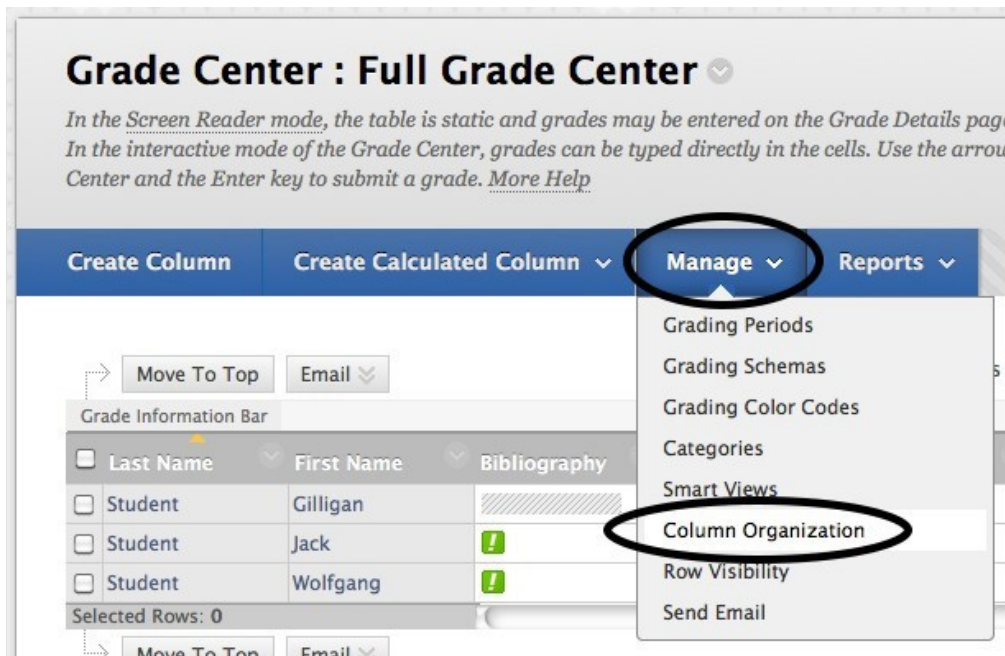 Grade Center : Full Grade Center
In the Screen Reader mode, the table is static and grades may be entered on the Grade Details
In the interactive mode of the Grade Center, grades can be typed directly in the cells. Use the
Center and the Enter key to submit a grade. More Help
Create Column Create Calculated Column Manage Reports
Grading Periods
Grading Schemas
Grading Color Codes
Categories
Smart Views
Column Organization
Row Visibility
Send Email
Move To Top Email
Grade Information Bar
Last Name First Name Bibliography
Student Gilligan
Student Jack
Student Wolfgang
Selected Rows: 0
Move To Top Email